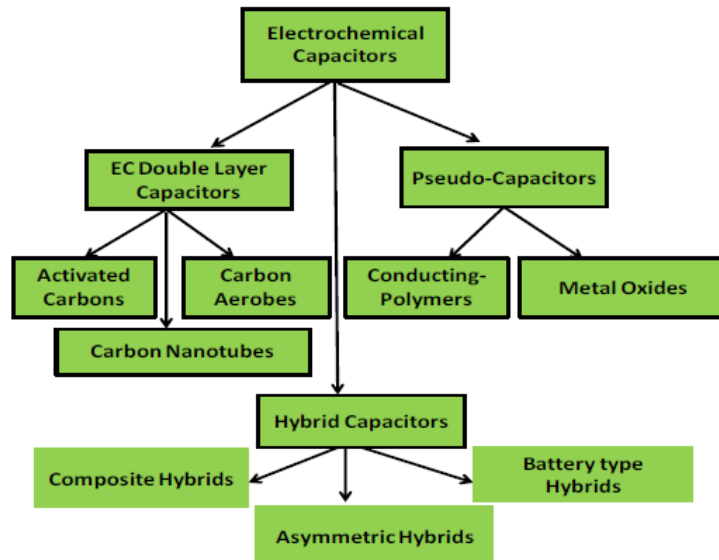 Electrochemical
Capacitors
EC Double Layer
Capacitors
Pseudo-Capacitors
Activated
Carbons
Carbon
Aerobes
Conducting-
Polymers
Metal Oxides
Carbon Nanotubes
Hybrid Capacitors
Composite Hybrids
Battery type
Hybrids
Asymmetric Hybrids